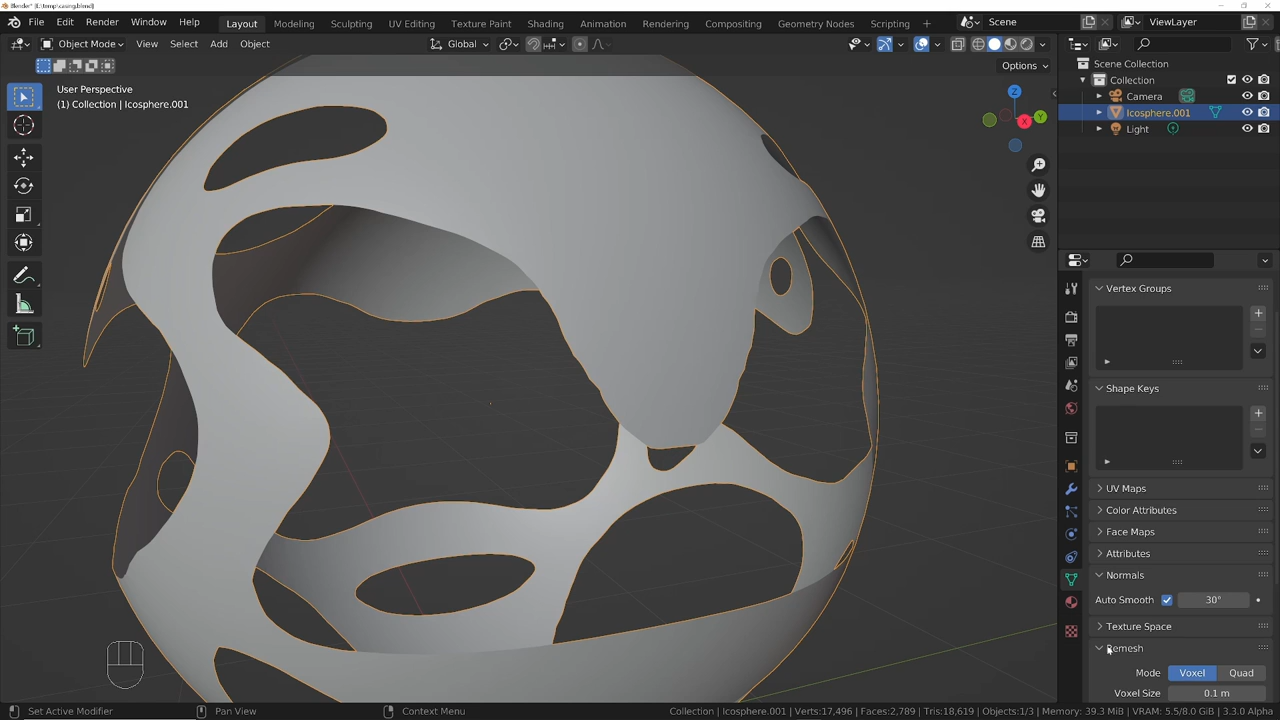 Blender* [E:\temp\casing.blend]
File Edit Render Window Help
Layout Modeling Sculpting UV Editing Texture Paint Shading Animation Rendering Compositing Geometry Nodes Scripting +
Scene
ViewLayer
Object Mode View Select Add Object
Global
Options
User Perspective
(1) Collection | Icosphere.001
Z
Y
X
Scene Collection
Collection
Camera
Icosphere.001
Light
Vertex Groups
Shape Keys
UV Maps
Color Attributes
Face Maps
Attributes
Normals
Auto Smooth 30°
Texture Space
Remesh
Mode Voxel Quad
Voxel Size 0.1 m
Set Active Modifier Pan View Context Menu
Collection | Icosphere.001 | Verts:17,496 | Faces:2,789 | Tris:18,619 | Objects:1/3 | Memory: 39.3 MiB | VRAM: 5.5/8.0 GiB | 3.3.0 Alpha